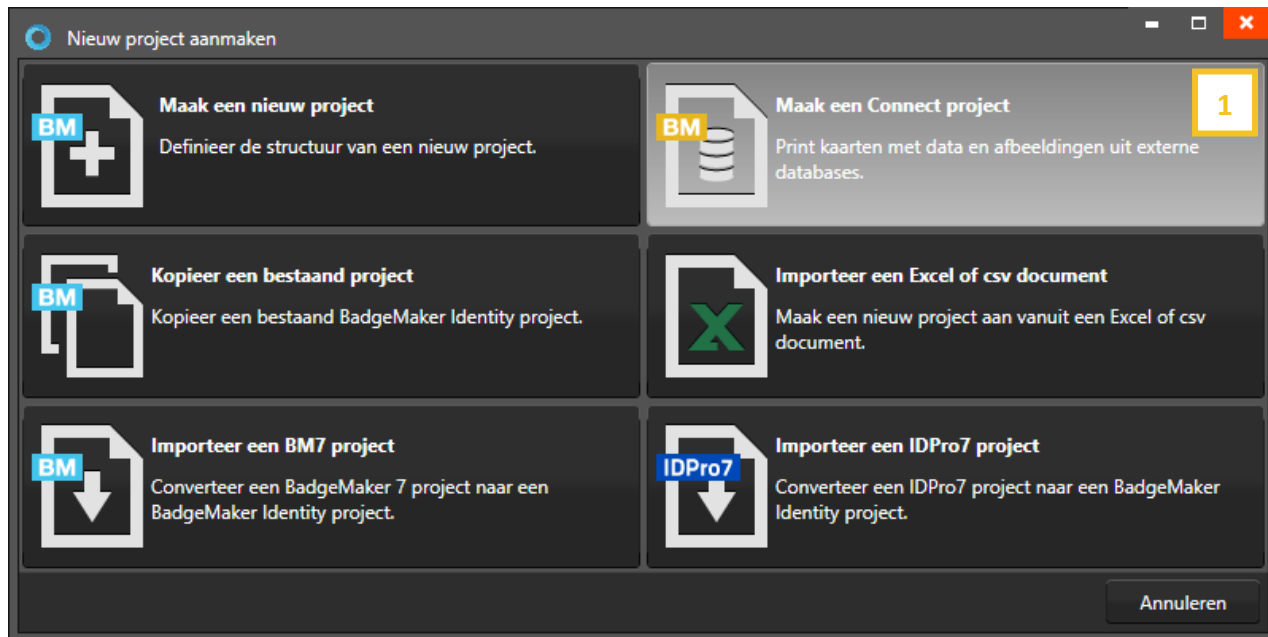 Nieuw project aanmaken
BM
Maak een nieuw project
Definieer de structuur van een nieuw project.
BM
Maak een Connect project
1
Print kaarten met data en afbeeldingen uit externe
databases.
BM
Kopieer een bestaand project
Kopieer een bestaand BadgeMaker Identity project.
X
Importeer een Excel of csv document
Maak een nieuw project aan vanuit een Excel of csv
document.
BM
Importeer een BM7 project
Converteer een BadgeMaker 7 project naar een
BadgeMaker Identity project.
IDPro7
Importeer een IDPro7 project
Converteer een IDPro7 project naar een BadgeMaker
Identity project.
Annuleren